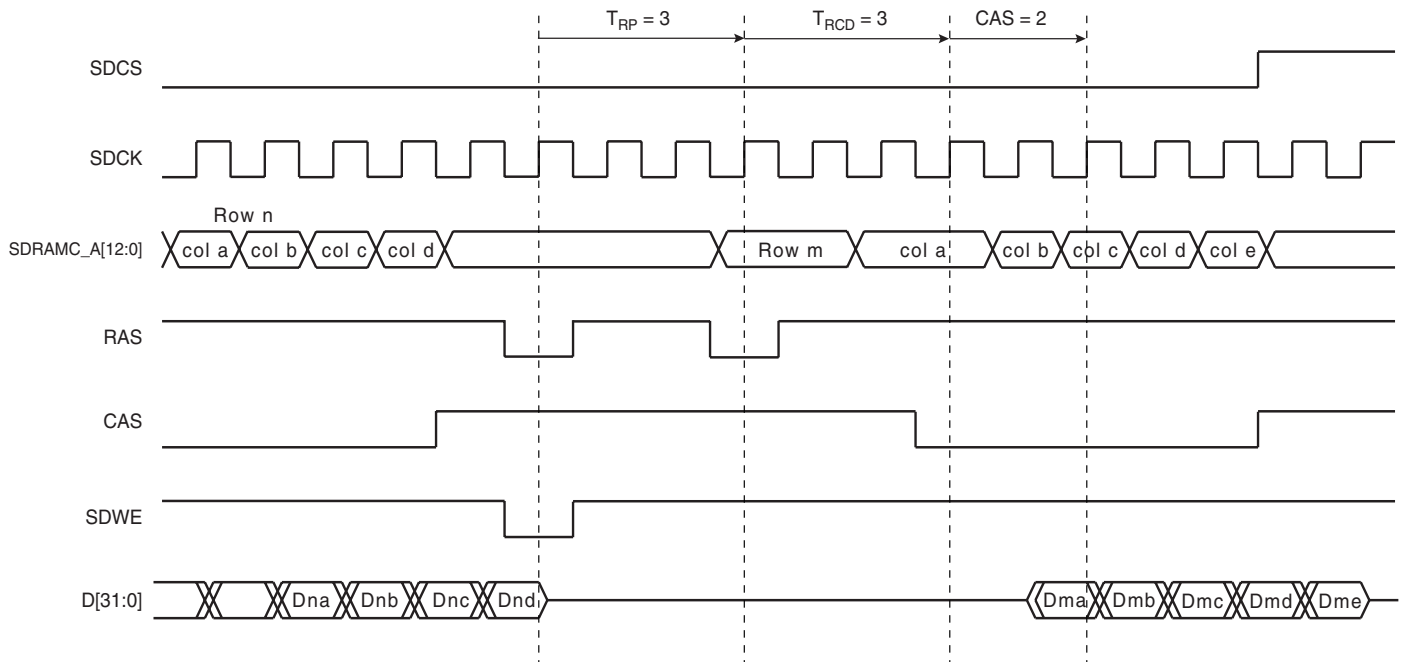 T_RP = 3 T_RCD = 3 CAS = 2
SDCS
SDCK
Row n
SDRAMC_A[12:0] col a col b col c col d Row m col a col b col c col d col e
RAS
CAS
SDWE
D[31:0] Dna Dnb Dnc Dnd Dma Dmb Dmc Dmd Dme